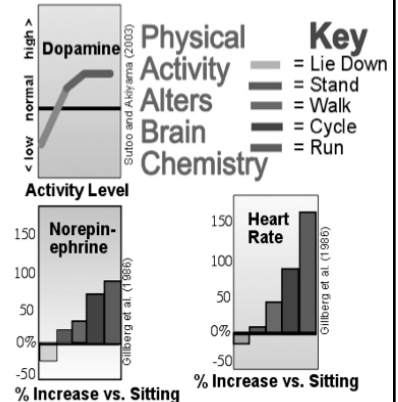 Dopamine
< low normal high >
Sutoo and Akiyama (2003)
Activity Level
Physical
Activity
Alters
Brain
Chemistry
Key
= Lie Down
= Stand
= Walk
= Cycle
= Run
Norepin-
ephrine
150
100
50
0%
-50
Gillberg et al. (1986)
% Increase vs. Sitting
Heart
Rate
150
100
50
0%
-50
Gillberg et al. (1986)
% Increase vs. Sitting